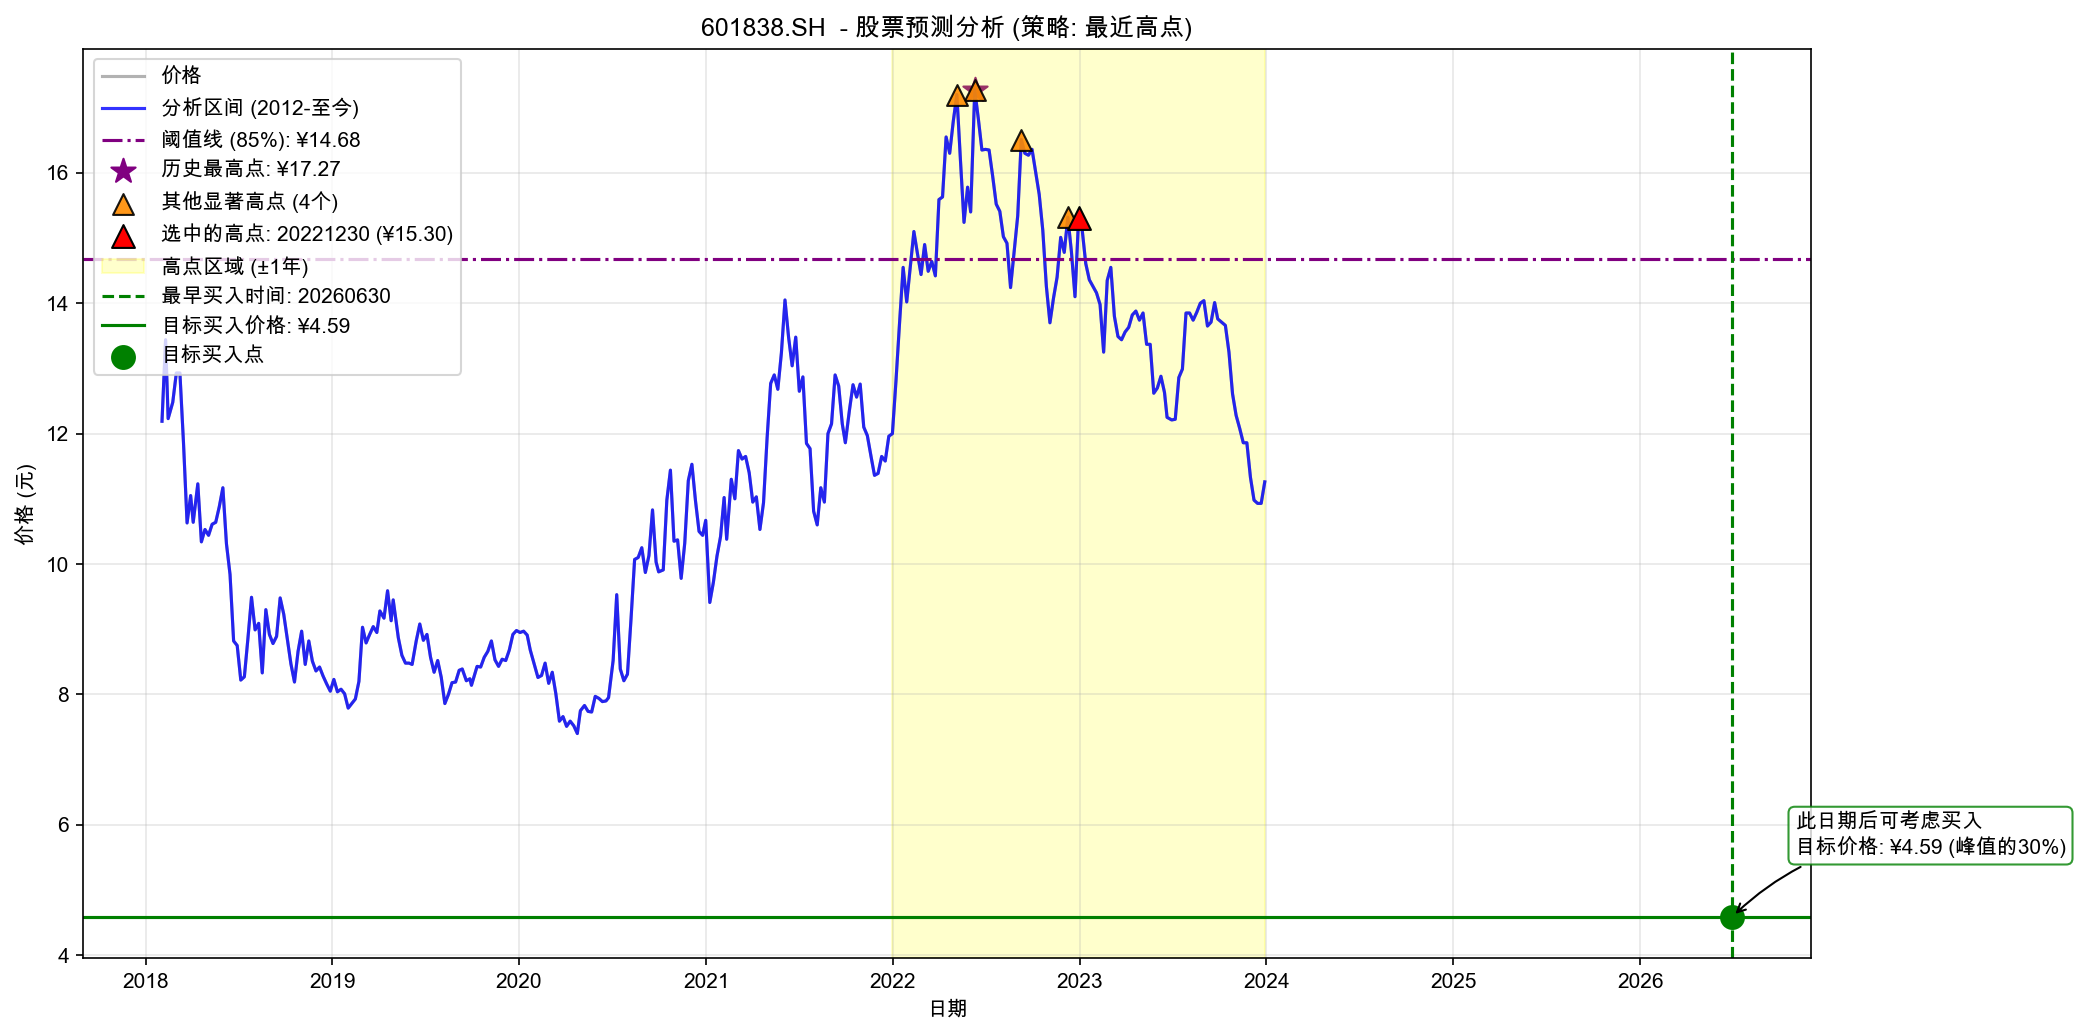 601838.SH  - 股票预测分析 (策略: 最近高点)
价格
分析区间 (2012-至今)
阈值线 (85%): ¥14.68
历史最高点: ¥17.27
其他显著高点 (4个)
选中的高点: 20221230 (¥15.30)
高点区域 (±1年)
最早买入时间: 20260630
目标买入价格: ¥4.59
目标买入点
价格 (元)
16
14
12
10
8
6
4
此日期后可考虑买入
目标价格: ¥4.59 (峰值的30%)
2018
2019
2020
2021
2022
2023
2024
2025
2026
日期